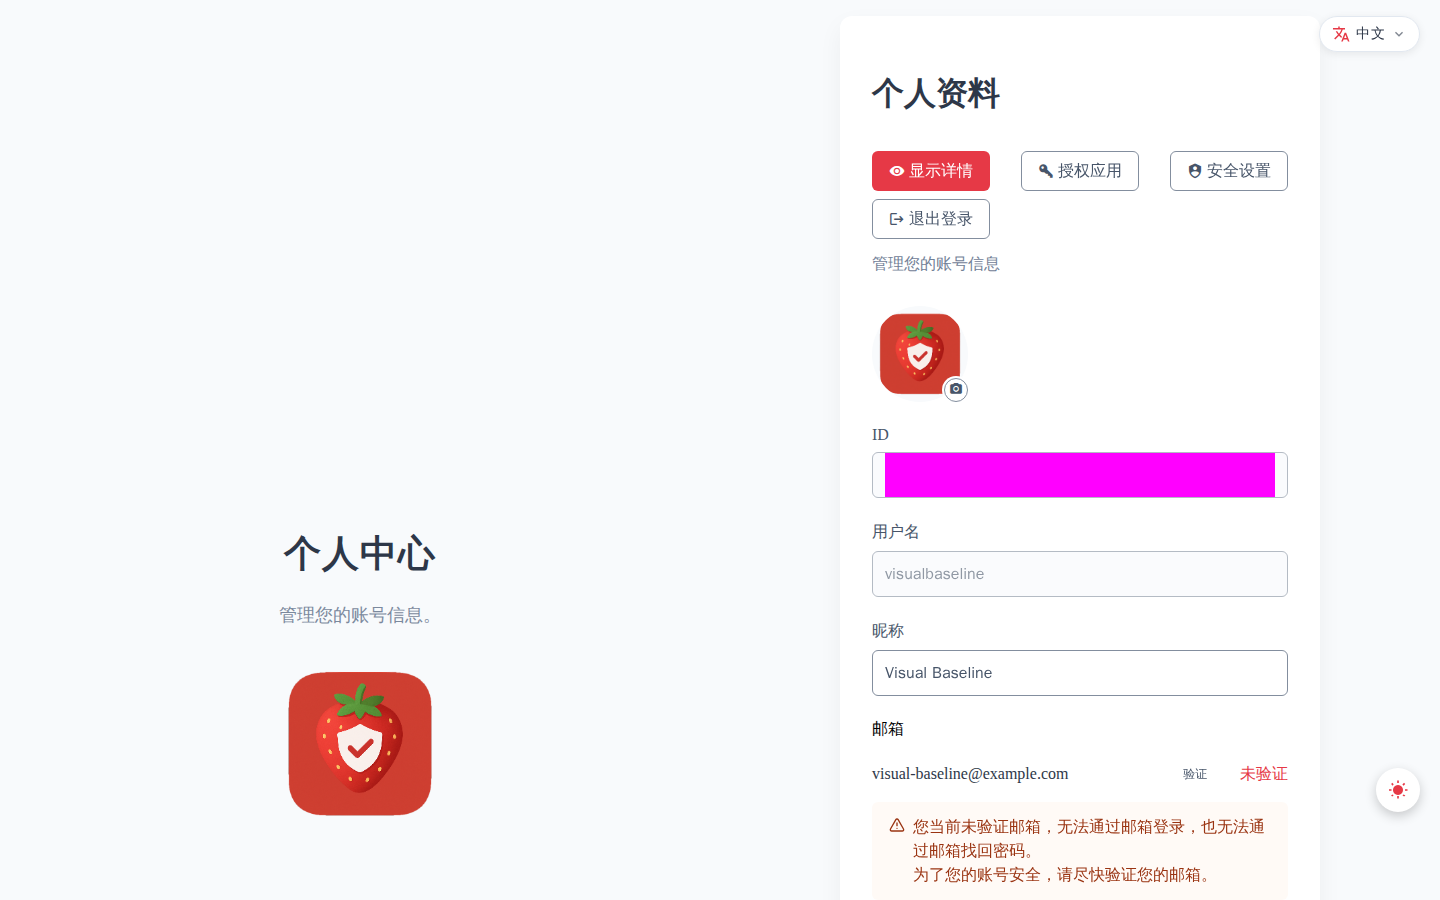 中文
个人资料
显示详情
授权应用
安全设置
退出登录
管理您的账号信息
ID
用户名
visualbaseline
昵称
Visual Baseline
邮箱
visual-baseline@example.com
验证
未验证
您当前未验证邮箱，无法通过邮箱登录，也无法通
过邮箱找回密码。
为了您的账号安全，请尽快验证您的邮箱。
个人中心
管理您的账号信息。